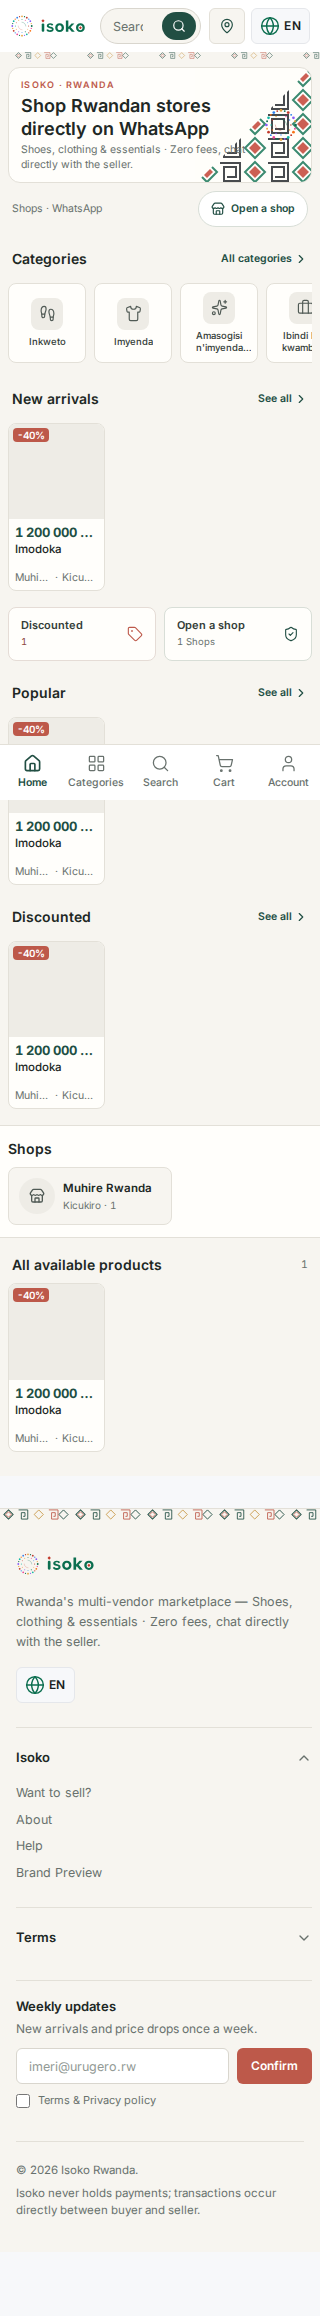 isoko
Searc
EN
ISOKO · RWANDA
Shop Rwandan stores
directly on WhatsApp
Shoes, clothing & essentials · Zero fees, chat
directly with the seller.
Shops · WhatsApp
Open a shop
Categories
All categories
Inkweto
Imyenda
Amasogisi
n'imyenda...
Ibindi
kwamb
New arrivals
See all
-40%
1 200 000 ...
Imodoka
Muhi... · Kicu...
Discounted
1
Open a shop
1 Shops
Popular
See all
-40%
Home
Categories
Search
Cart
Account
1 200 000 ...
Imodoka
Muhi... · Kicu...
Discounted
See all
-40%
1 200 000 ...
Imodoka
Muhi... · Kicu...
Shops
Muhire Rwanda
Kicukiro · 1
All available products
1
-40%
1 200 000 ...
Imodoka
Muhi... · Kicu...
isoko
Rwanda's multi-vendor marketplace — Shoes,
clothing & essentials · Zero fees, chat directly
with the seller.
EN
Isoko
Want to sell?
About
Help
Brand Preview
Terms
Weekly updates
New arrivals and price drops once a week.
imeri@urugero.rw
Confirm
Terms & Privacy policy
© 2026 Isoko Rwanda.
Isoko never holds payments; transactions occur
directly between buyer and seller.